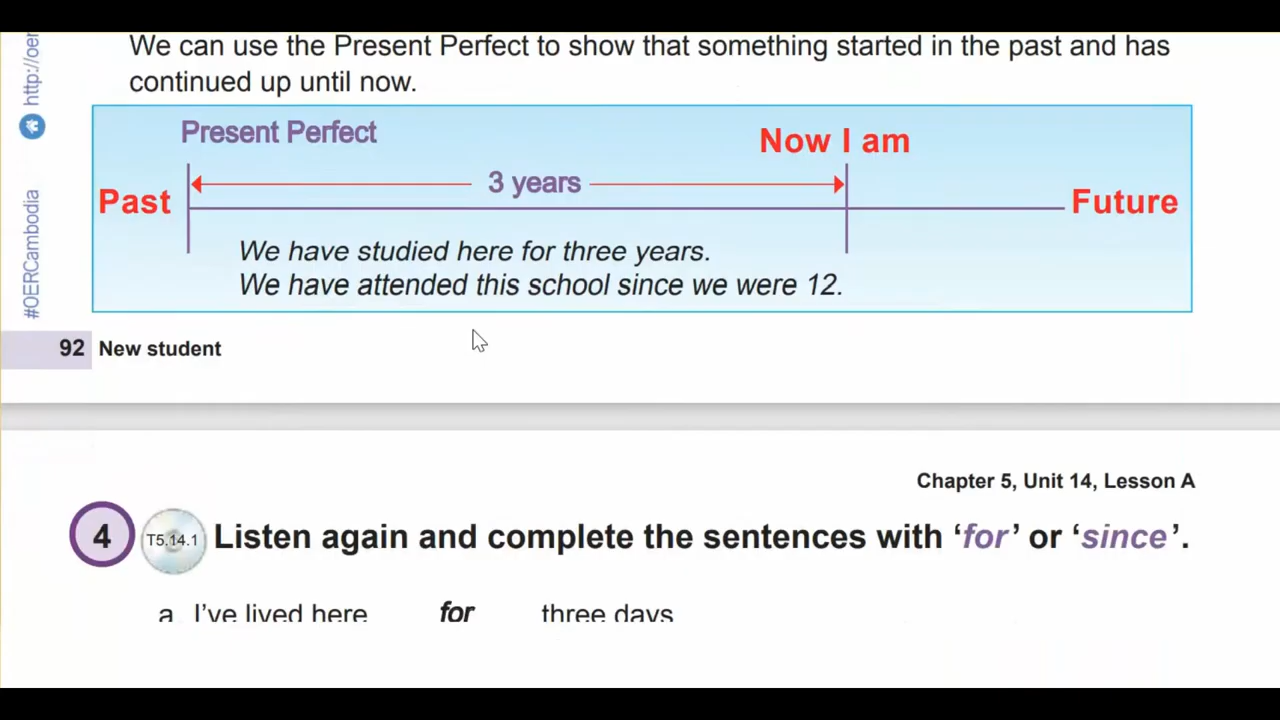 We can use the Present Perfect to show that something started in the past and has
continued up until now.
Present Perfect
Now I am
3 years
Past
Future
We have studied here for three years.
We have attended this school since we were 12.
http://oer
#OERCambodia
92 New student
Chapter 5, Unit 14, Lesson A
4 T5.14.1 Listen again and complete the sentences with ‘for’ or ‘since’.
a. I’ve lived here for three days